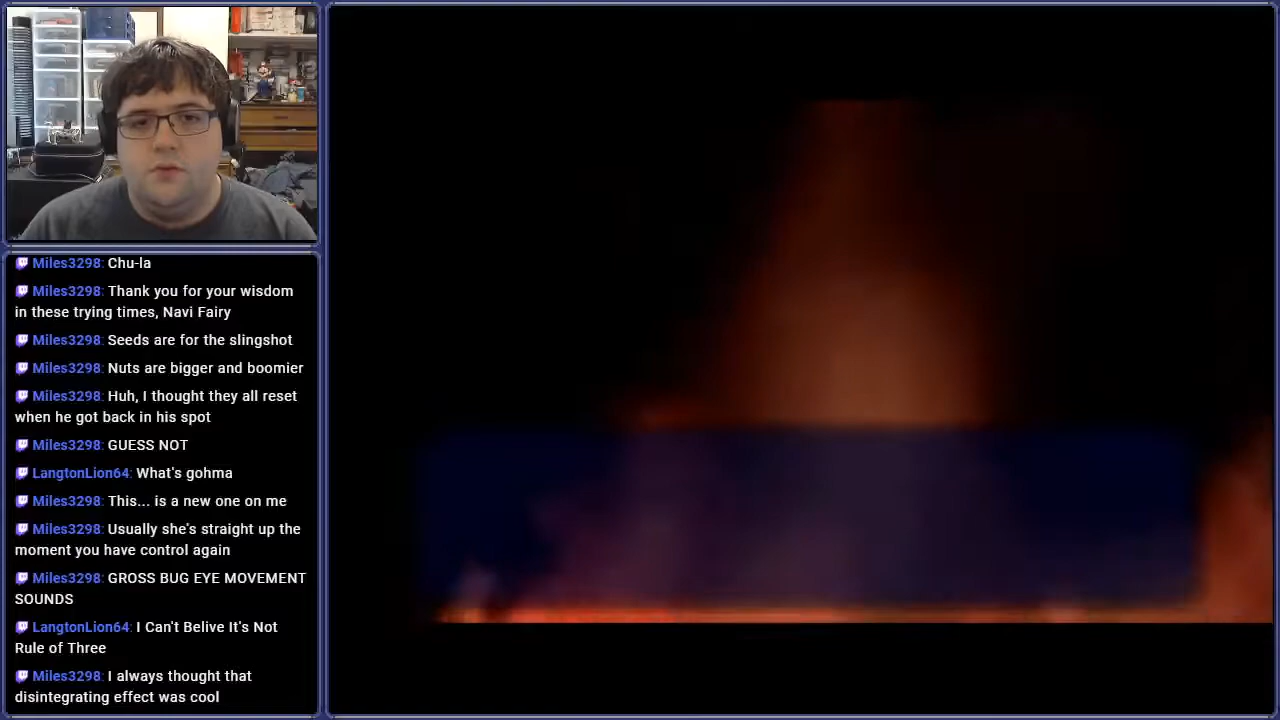 Miles3298: Chu-la
Miles3298: Thank you for your wisdom
in these trying times, Navi Fairy
Miles3298: Seeds are for the slingshot
Miles3298: Nuts are bigger and boomier
Miles3298: Huh, I thought they all reset
when he got back in his spot
Miles3298: GUESS NOT
LangtonLion64: What's gohma
Miles3298: This... is a new one on me
Miles3298: Usually she's straight up the
moment you have control again
Miles3298: GROSS BUG EYE MOVEMENT
SOUNDS
LangtonLion64: I Can't Belive It's Not
Rule of Three
Miles3298: I always thought that
disintegrating effect was cool